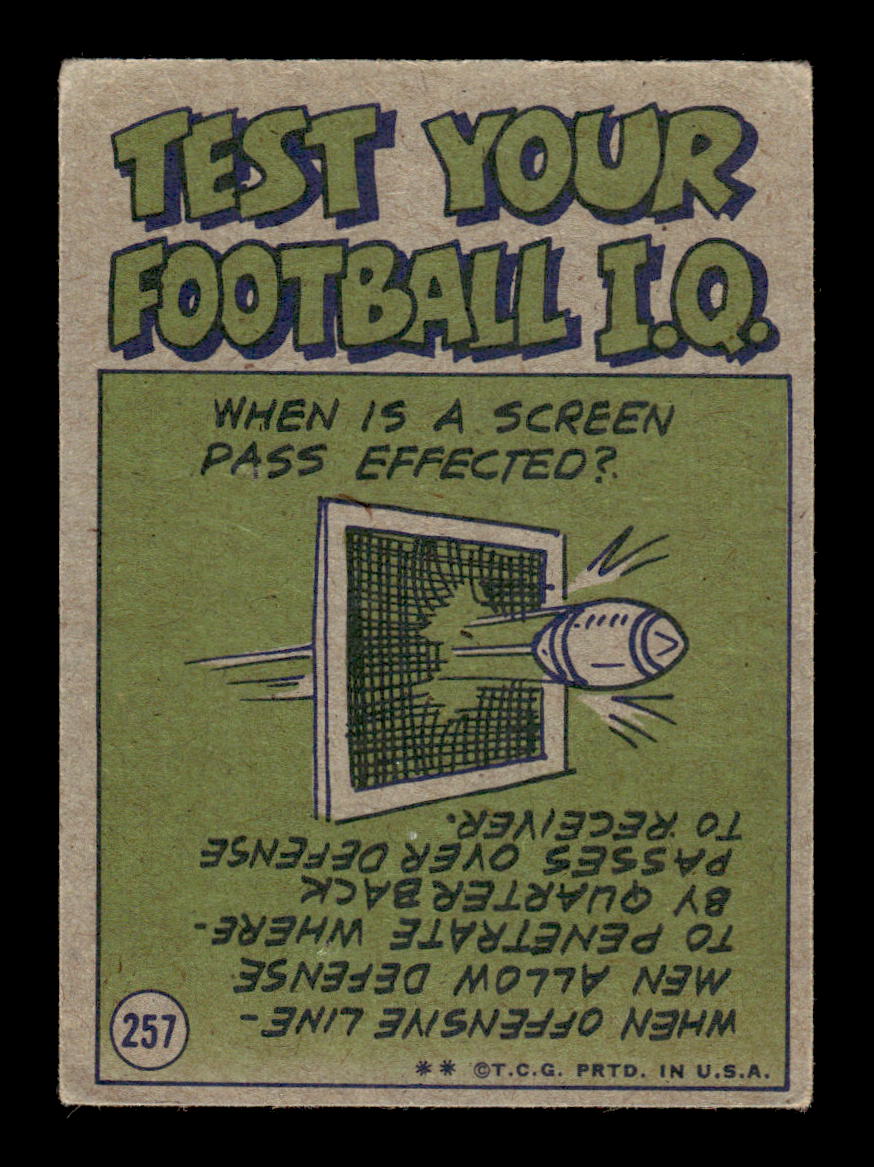 TEST YOUR
FOOTBALL I.Q.
WHEN IS A SCREEN
PASS EFFECTED?
WHEN OFFENSIVE LINE-
MEN ALLOW DEFENSE
TO PENETRATE WHERE-
BY QUARTERBACK
PASSES OVER DEFENSE
TO RECEIVER.
257
** ©T.C.G. PRTD. IN U.S.A.